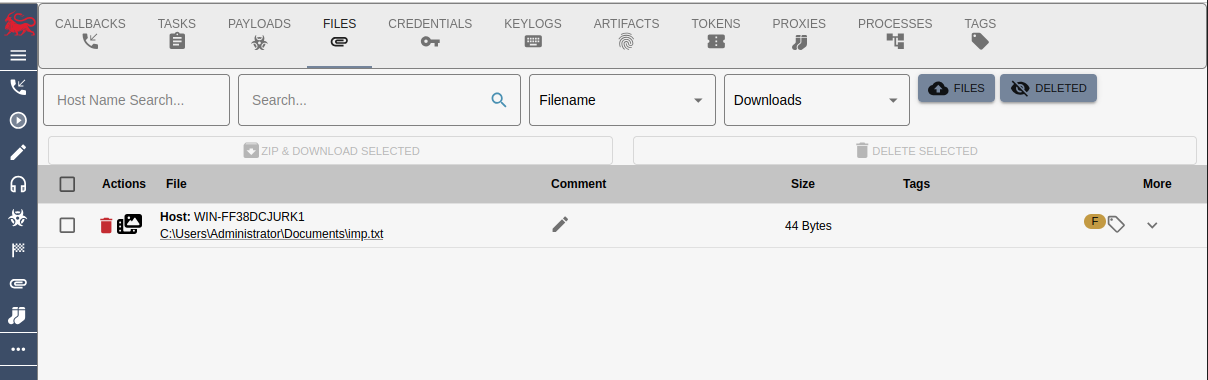 CALLBACKS TASKS PAYLOADS FILES CREDENTIALS KEYLOGS ARTIFACTS TOKENS PROXIES PROCESSES TAGS
Host Name Search... Search... Filename Downloads FILES DELETED
ZIP & DOWNLOAD SELECTED DELETE SELECTED
Actions File Comment Size Tags More
Host: WIN-FF38DCJURK1
C:\Users\Administrator\Documents\imp.txt 44 Bytes F